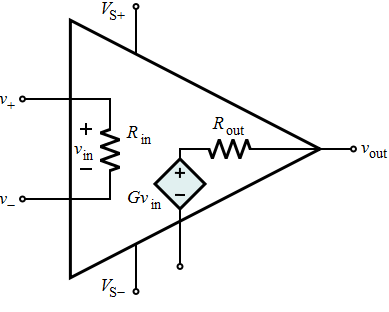 V_S+
v_+
+
R_in
v_in
−
R_out
v_out
+
−
Gv_in
v_−
V_S−